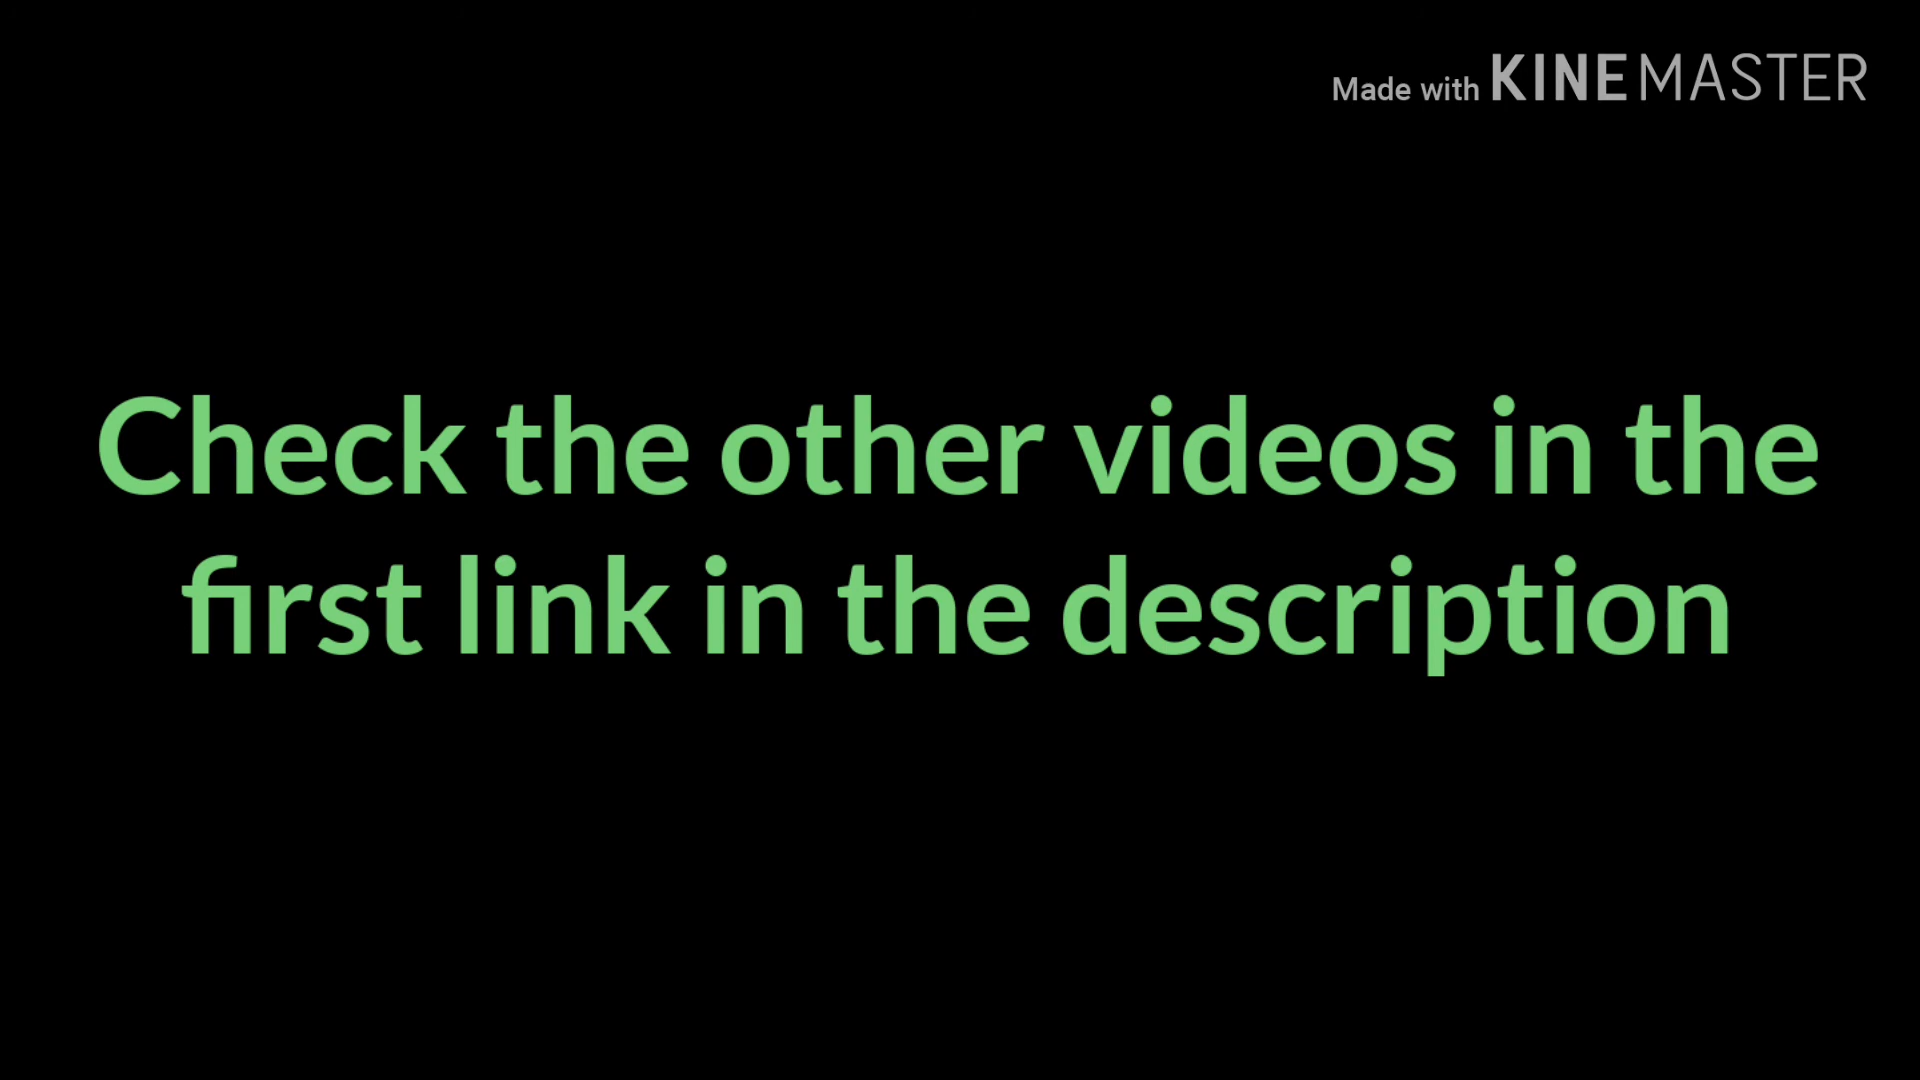 Made with KINEMASTER
Check the other videos in the
first link in the description